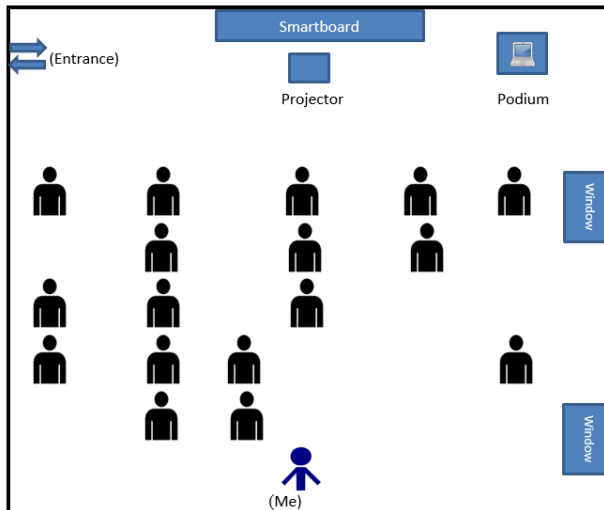 Smartboard
(Entrance)
Projector
Podium
Window
Window
(Me)